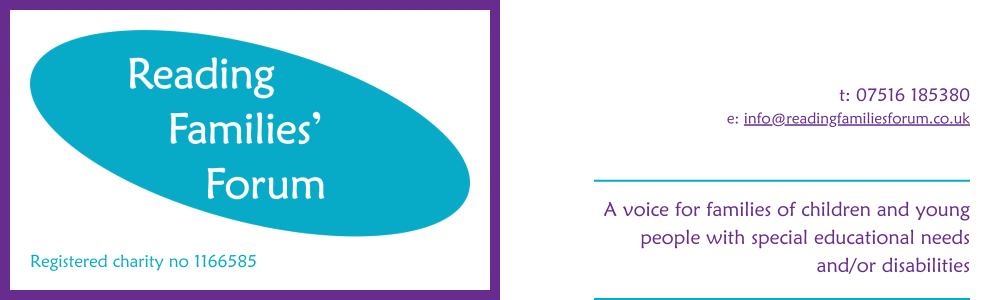 Reading
Families’
Forum
Registered charity no 1166585
t: 07516 185380
e: info@readingfamiliesforum.co.uk
A voice for families of children and young
people with special educational needs
and/or disabilities